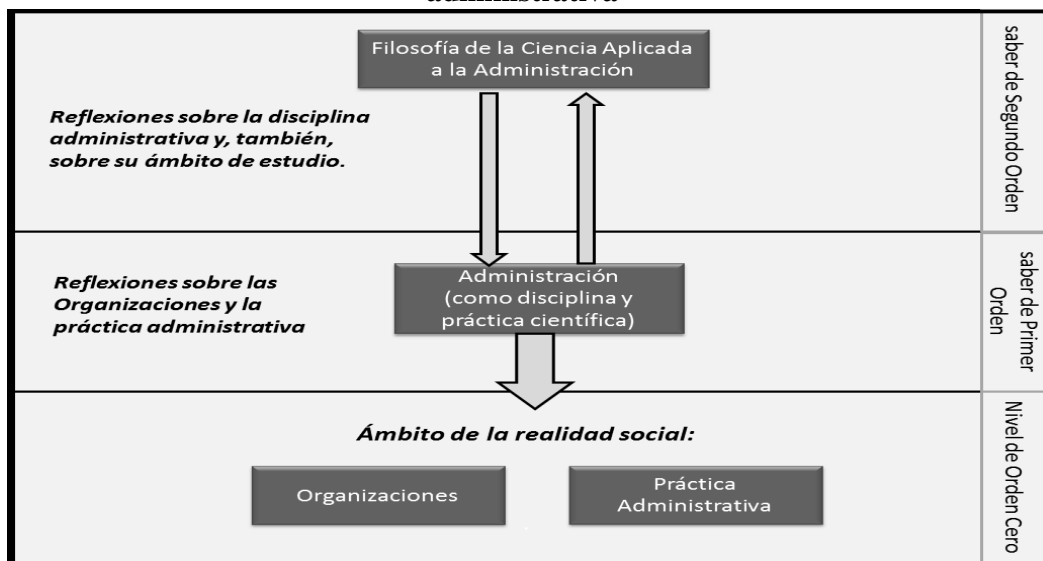 administrativa
Filosofía de la Ciencia Aplicada
a la Administración
saber de Segundo Orden
Reflexiones sobre la disciplina
administrativa y, también,
sobre su ámbito de estudio.
Reflexiones sobre las
Organizaciones y la
práctica administrativa
Administración
(como disciplina y
práctica científica)
saber de Primer
Orden
Ámbito de la realidad social:
Organizaciones
Práctica
Administrativa
Nivel de Orden Cero